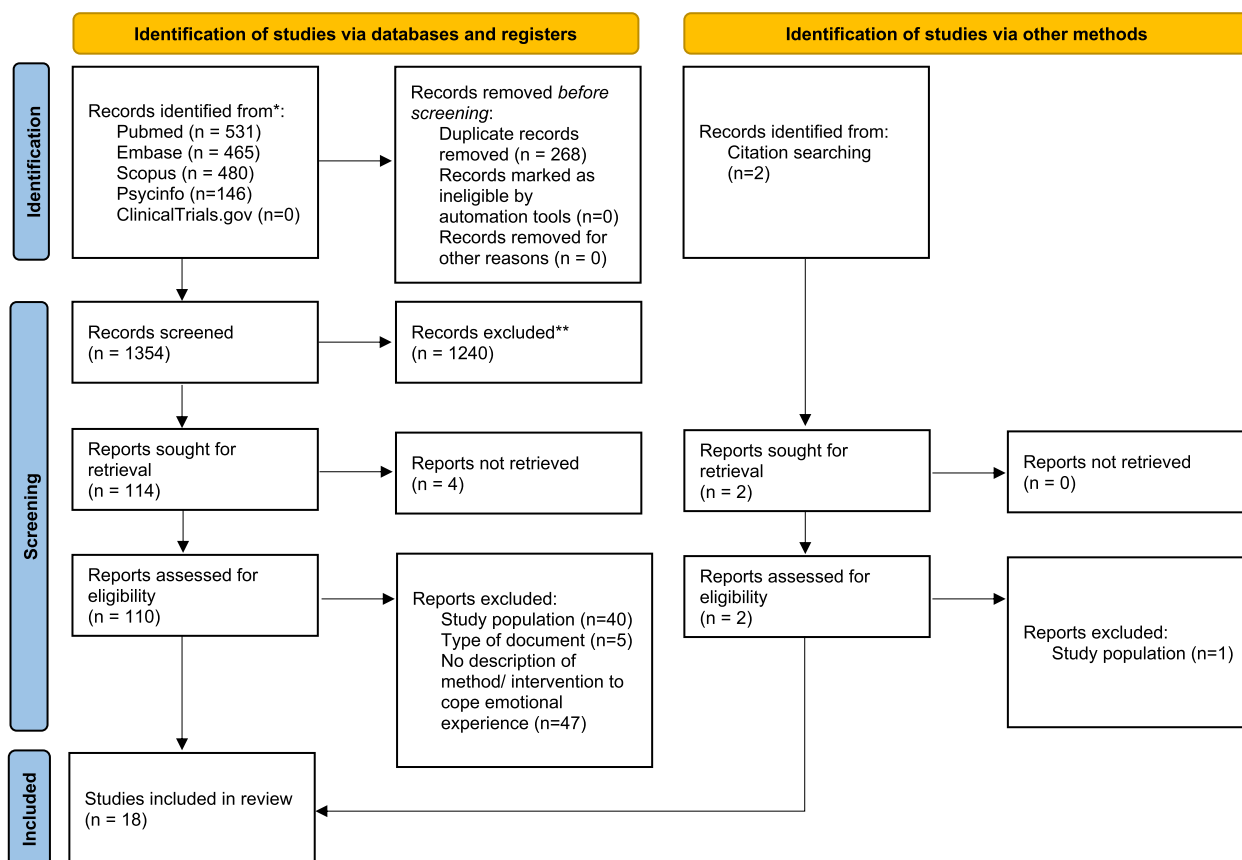 Identification of studies via databases and registers
Identification of studies via other methods
Identification
Records identified from*:
Pubmed (n = 531)
Embase (n = 465)
Scopus (n = 480)
Psycinfo (n=146)
ClinicalTrials.gov (n=0)
Records removed before
screening:
Duplicate records
removed (n = 268)
Records marked as
ineligible by
automation tools (n=0)
Records removed for
other reasons (n = 0)
Records identified from:
Citation searching
(n=2)
Screening
Records screened
(n = 1354)
Records excluded**
(n = 1240)
Reports sought for
retrieval
(n = 114)
Reports not retrieved
(n = 4)
Reports sought for
retrieval
(n = 2)
Reports not retrieved
(n = 0)
Reports assessed for
eligibility
(n = 110)
Reports excluded:
Study population (n=40)
Type of document (n=5)
No description of
method/ intervention to
cope emotional
experience (n=47)
Reports assessed for
eligibility
(n = 2)
Reports excluded:
Study population (n=1)
Included
Studies included in review
(n = 18)